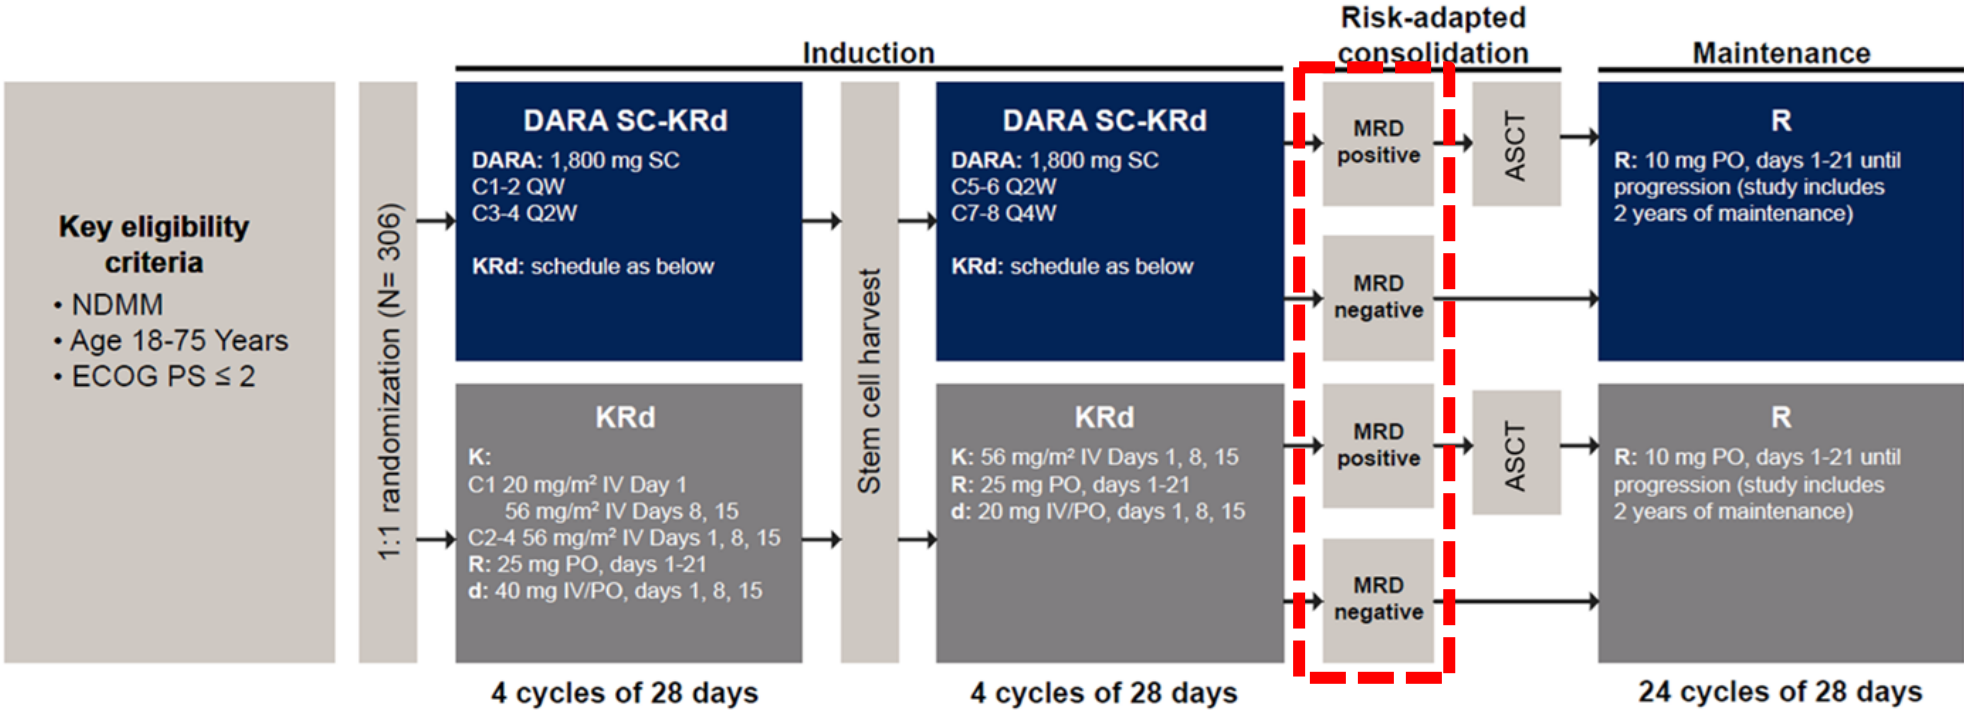 Induction
Risk-adapted
consolidation
Maintenance
Key eligibility
criteria
• NDMM
• Age 18-75 Years
• ECOG PS ≤ 2
1:1 randomization (N= 306)
DARA SC-KRd
DARA: 1,800 mg SC
C1-2 QW
C3-4 Q2W
KRd: schedule as below
KRd
K:
C1 20 mg/m² IV Day 1
56 mg/m² IV Days 8, 15
C2-4 56 mg/m² IV Days 1, 8, 15
R: 25 mg PO, days 1-21
d: 40 mg IV/PO, days 1, 8, 15
4 cycles of 28 days
Stem cell harvest
DARA SC-KRd
DARA: 1,800 mg SC
C5-6 Q2W
C7-8 Q4W
KRd: schedule as below
KRd
K: 56 mg/m² IV Days 1, 8, 15
R: 25 mg PO, days 1-21
d: 20 mg IV/PO, days 1, 8, 15
4 cycles of 28 days
MRD
positive
ASCT
MRD
negative
MRD
positive
ASCT
MRD
negative
R
R: 10 mg PO, days 1-21 until
progression (study includes
2 years of maintenance)
R
R: 10 mg PO, days 1-21 until
progression (study includes
2 years of maintenance)
24 cycles of 28 days